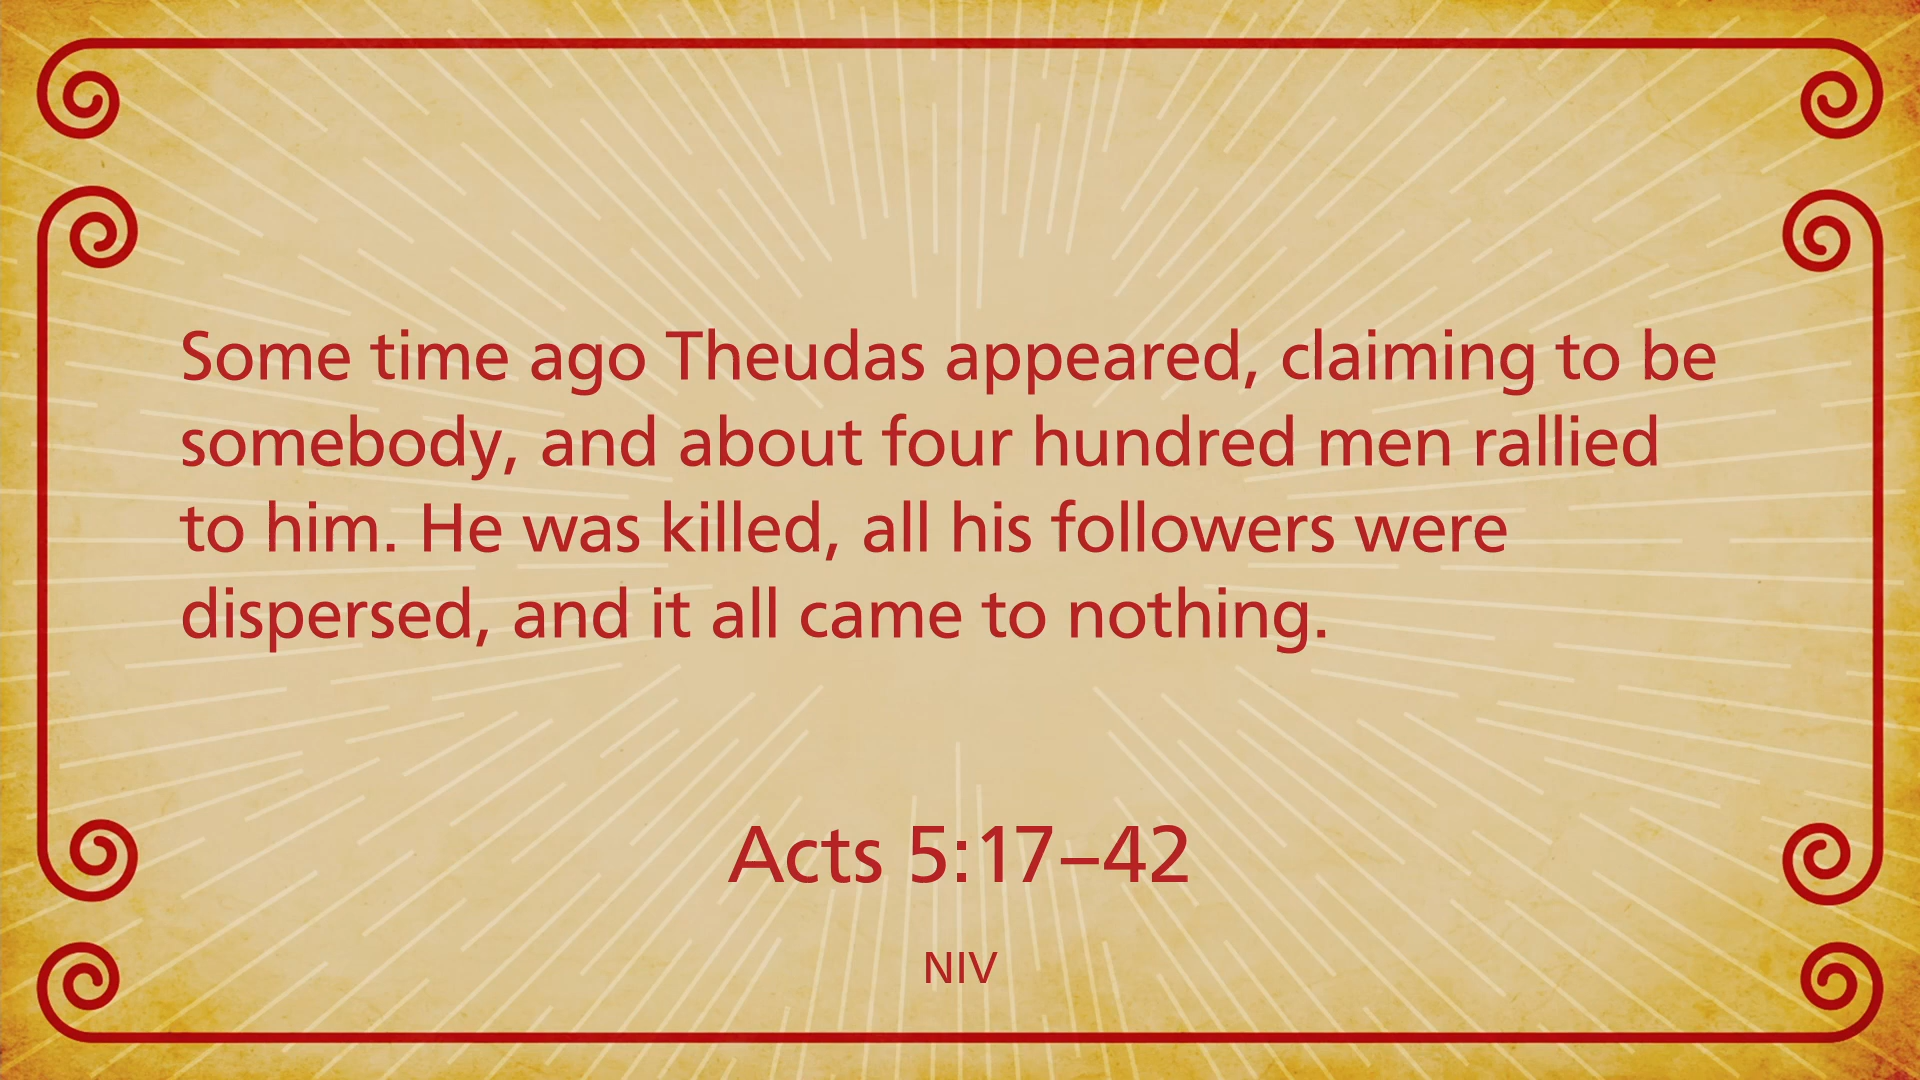 Some time ago Theudas appeared, claiming to be
somebody, and about four hundred men rallied
to him. He was killed, all his followers were
dispersed, and it all came to nothing.
Acts 5:17–42
NIV